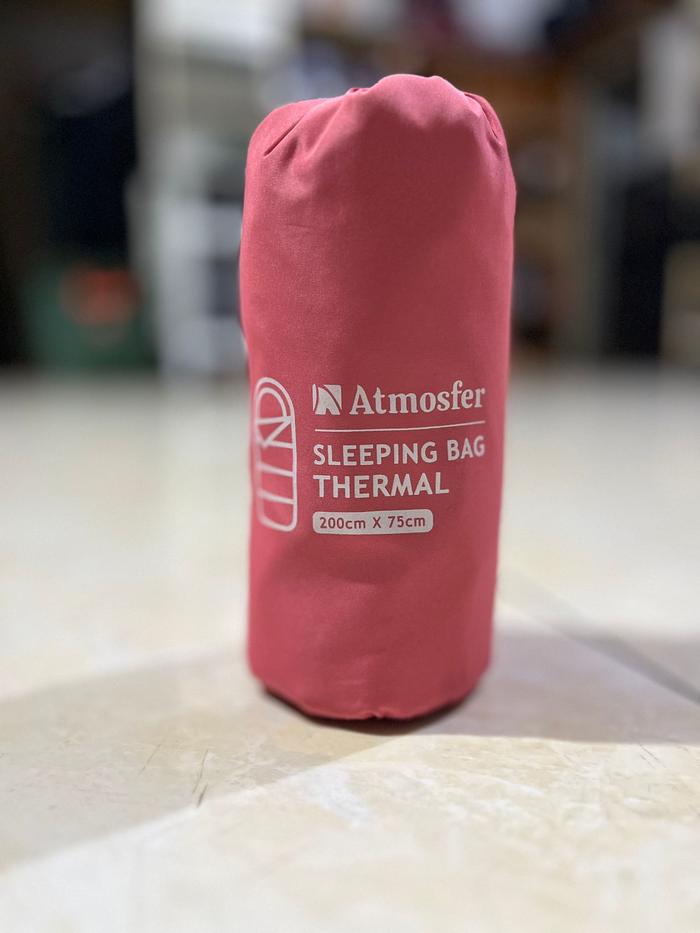 Atmosfer
SLEEPING BAG
THERMAL
200cm X 75cm